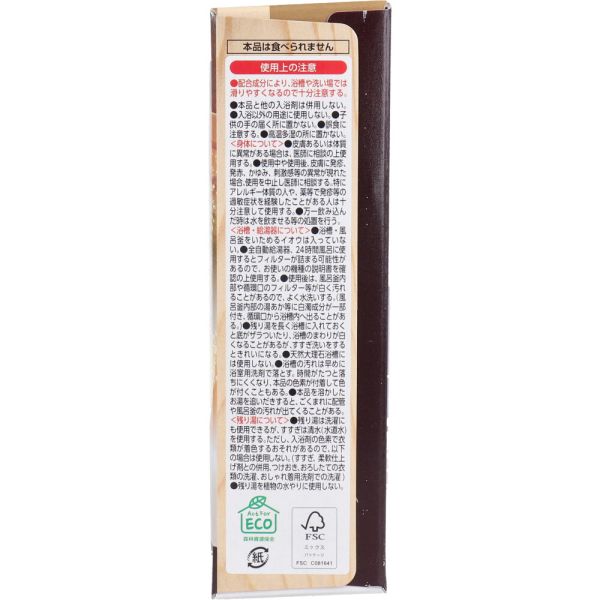 本品は食べられません
使用上の注意
●配合成分により、浴槽や洗い場では
滑りやすくなるので十分注意する。
●本品と他の入浴剤は併用しない。
●入浴以外の用途に使用しない。●子
供の手の届く所に置かない。●誤食
に注意する。●高温多湿の所に置かない。
<身体について>●皮膚あるいは体質
に異常がある場合は、医師に相談の上使
用する。●使用中や使用後、皮膚に発疹、
発赤、かゆみ、刺激感等の異常が現れた
場合、使用を中止し医師に相談する。特に
アレルギー体質の人や、薬等で発疹等の
過敏症状を経験したことがある人は十
分注意して使用する。●万一飲み込ん
だ時は水を飲ませる等の処置を行う。
<浴槽・給湯器について>●浴槽・風
呂釜をいためるイオウは入っていな
い。●全自動給湯器、24時間風呂に使
用するとフィルターが詰まる可能性が
あるので、お使いの機種の説明書を確認
の上使用する。●使用後は、風呂釜内
部や循環口のフィルター等が白く汚れ
ることがあるので、よく水洗いする。(風
呂釜内部の湯あか等に白濁成分が一部
付き、循環口から浴槽内へ出ることがあ
る。)●残り湯を長く浴槽に入れておく
と底がザラついたり、浴槽のまわりが白
くなることがあるが、すすぎ洗いをする
ときれいになる。●天然大理石浴槽に
は使用しない。●浴槽の汚れは早めに
浴室用洗剤で落とす。時間がたつと落
ちにくくなり、本品の色素が付着して色
が付くこともある。●本品を溶かした
お湯を追いだきすると、ごくまれに配管
や風呂釜の汚れが出てくることがある。
<残り湯について>●残り湯は洗濯に
も使用できるが、すすぎは清水(水道水)
を使用する。ただし、入浴剤の色素で衣
類が着色するおそれがあるので、以下
の場合は使用しない。(すすぎ、柔軟仕上
げ剤との併用、つけおき、おろしたての衣
類の洗濯、おしゃれ着用洗剤での洗濯)
●残り湯を植物の水やりに使用しない。
Act For
ECO
森林資源保全
紙
FSC
ミックス
パッケージ
FSC C081641